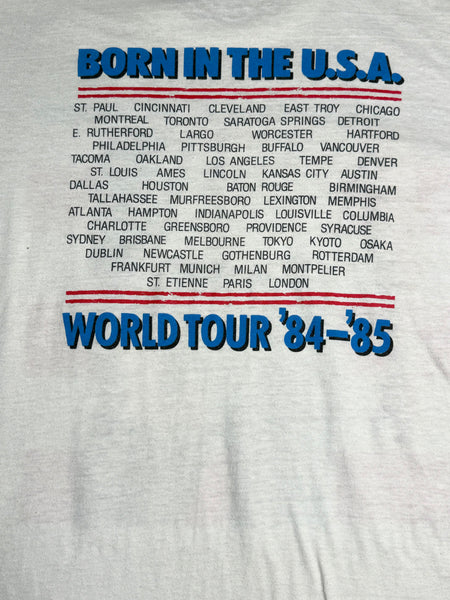 BORN IN THE U.S.A.
ST. PAUL CINCINNATI CLEVELAND EAST TROY CHICAGO
MONTREAL TORONTO SARATOGA SPRINGS DETROIT
E. RUTHERFORD LARGO WORCESTER HARTFORD
PHILADELPHIA PITTSBURGH BUFFALO VANCOUVER
TACOMA OAKLAND LOS ANGELES TEMPE DENVER
ST. LOUIS AMES LINCOLN KANSAS CITY AUSTIN
DALLAS HOUSTON BATON ROUGE BIRMINGHAM
TALLAHASSEE MURFREESBORO LEXINGTON MEMPHIS
ATLANTA HAMPTON INDIANAPOLIS LOUISVILLE COLUMBIA
CHARLOTTE GREENSBORO PROVIDENCE SYRACUSE
SYDNEY BRISBANE MELBOURNE TOKYO KYOTO OSAKA
DUBLIN NEWCASTLE GOTHENBURG ROTTERDAM
FRANKFURT MUNICH MILAN MONTPELIER
ST. ETIENNE PARIS LONDON
WORLD TOUR '84–'85